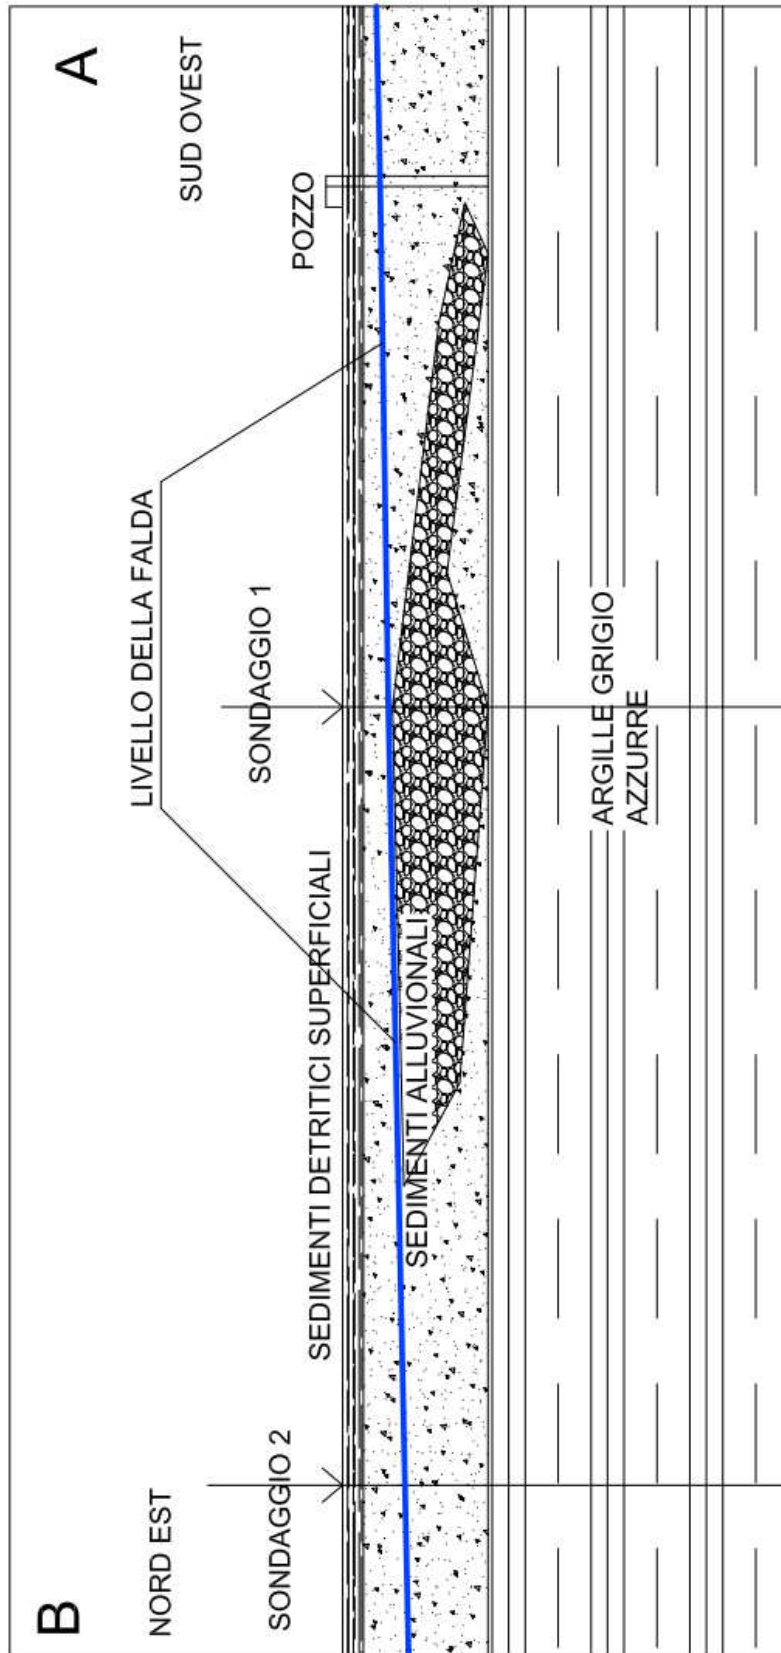 B
A
NORD EST
SUD OVEST
LIVELLO DELLA FALDA
SONDAGGIO 2
SONDAGGIO 1
POZZO
SEDIMENTI DETRITICI SUPERFICIALI
SEDIMENTI ALLUVIONALI
ARGILLE GRIGIO
AZZURRE